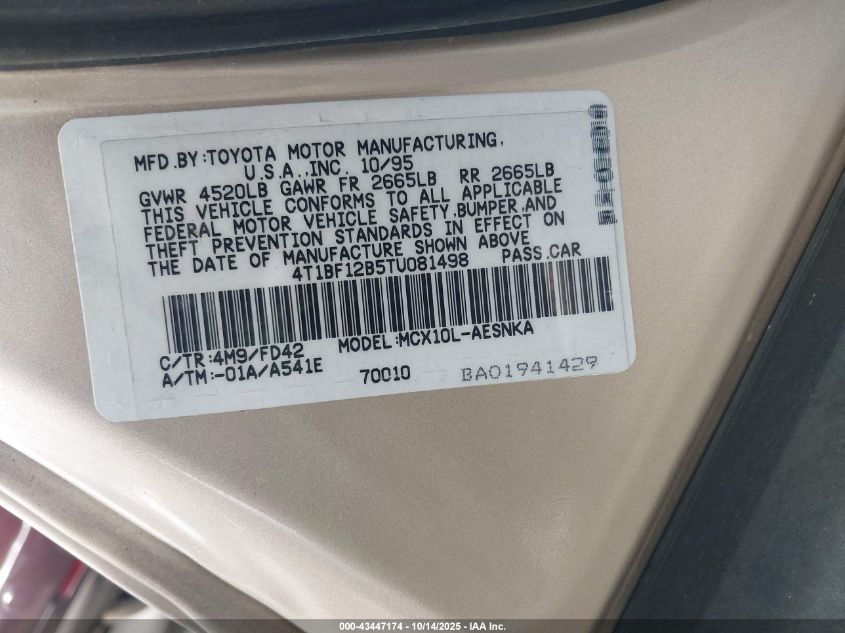 MFD.BY:TOYOTA MOTOR MANUFACTURING,
U.S.A.,INC. 10/95
GVWR 4520LB GAWR FR 2665LB RR 2665LB
THIS VEHICLE CONFORMS TO ALL APPLICABLE
FEDERAL MOTOR VEHICLE SAFETY,BUMPER,AND
THEFT PREVENTION STANDARDS IN EFFECT ON
THE DATE OF MANUFACTURE SHOWN ABOVE
4T1BF12B5TU081498 PASS.CAR
C/TR:4M9/FD42 MODEL:MCX10L-AESNKA
A/TM:-01A/A541E 70010 BA01941429
000-43447174 - 10/14/2025 - IAA Inc.